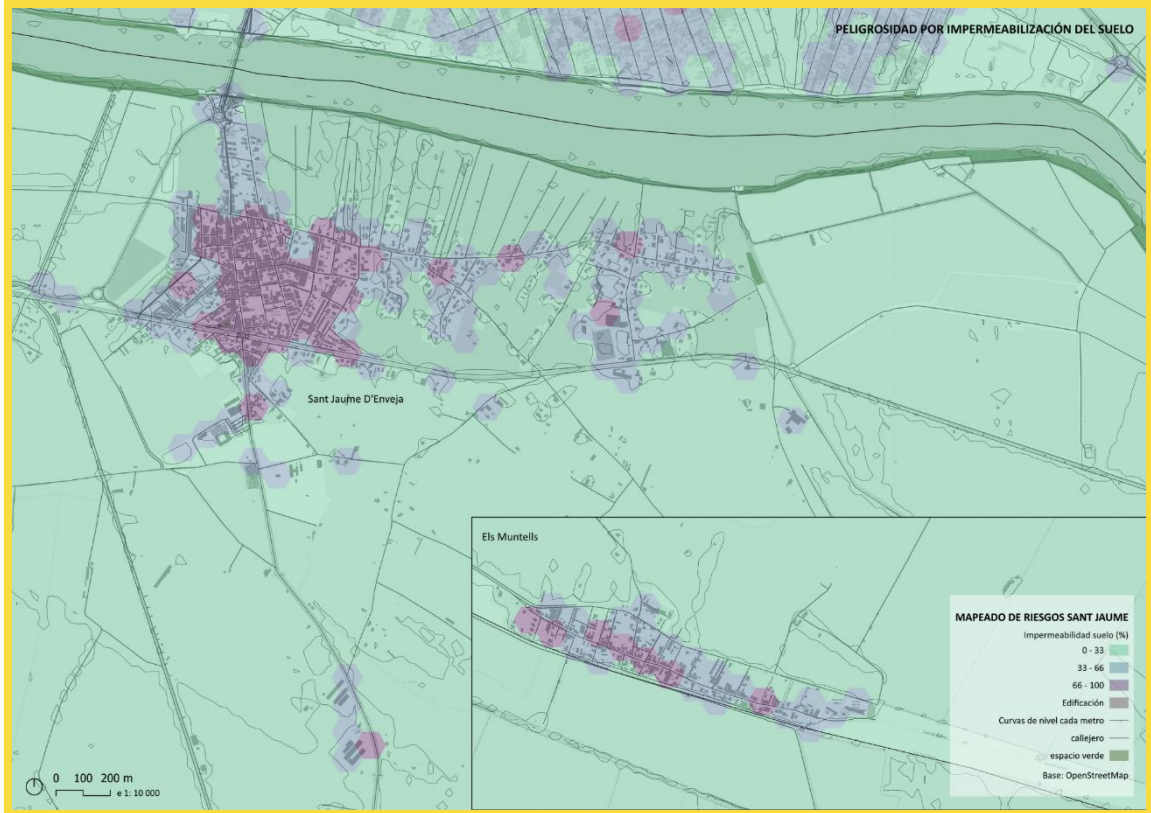 PELIGROSIDAD POR IMPERMEABILIZACIÓN DEL SUELO
Sant Jaume D'Enveja
Els Muntells
MAPEADO DE RIESGOS SANT JAUME
Impermeabilidad suelo (%)
0 - 33
33 - 66
66 - 100
Edificación
Curvas de nivel cada metro
callejero
espacio verde
Base: OpenStreetMap
0 100 200 m
e 1: 10 000